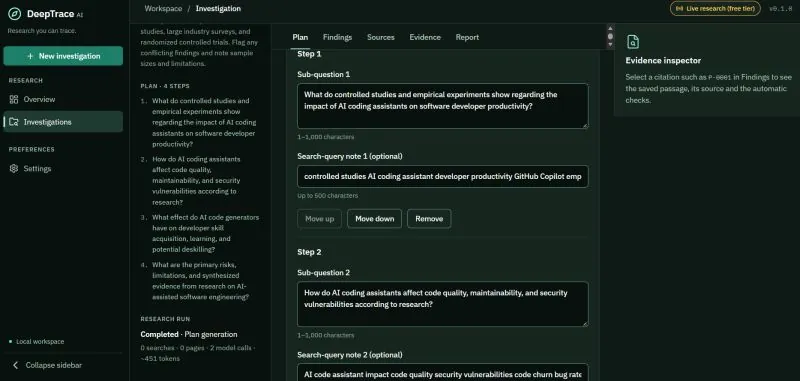 DeepTrace AI
Research you can trace.
+ New investigation
RESEARCH
Overview
Investigations
PREFERENCES
Settings
Local workspace
Collapse sidebar
Workspace / Investigation
Live research (free tier)
v0.1.0
studies, large industry surveys, and
randomized controlled trials. Flag any
conflicting findings and note sample
sizes and limitations.
PLAN · 4 STEPS
1. What do controlled studies and
empirical experiments show
regarding the impact of AI coding
assistants on software developer
productivity?
2. How do AI coding assistants
affect code quality,
maintainability, and security
vulnerabilities according to
research?
3. What effect do AI code generators
have on developer skill
acquisition, learning, and
potential deskilling?
4. What are the primary risks,
limitations, and synthesized
evidence from research on AI-
assisted software engineering?
RESEARCH RUN
Completed · Plan generation
0 searches · 0 pages · 2 model calls ·
~451 tokens
Plan
Findings
Sources
Evidence
Report
Step 1
Sub-question 1
What do controlled studies and empirical experiments show regarding the
impact of AI coding assistants on software developer productivity?
1–1,000 characters
Search-query note 1 (optional)
controlled studies AI coding assistant developer productivity GitHub Copilot emp
Up to 500 characters
Move up
Move down
Remove
Step 2
Sub-question 2
How do AI coding assistants affect code quality, maintainability, and security
vulnerabilities according to research?
1–1,000 characters
Search-query note 2 (optional)
AI code assistant impact code quality security vulnerabilities code churn bug rate
Evidence inspector
Select a citation such as P-0001 in Findings to
see the saved passage, its source and the automatic
checks.